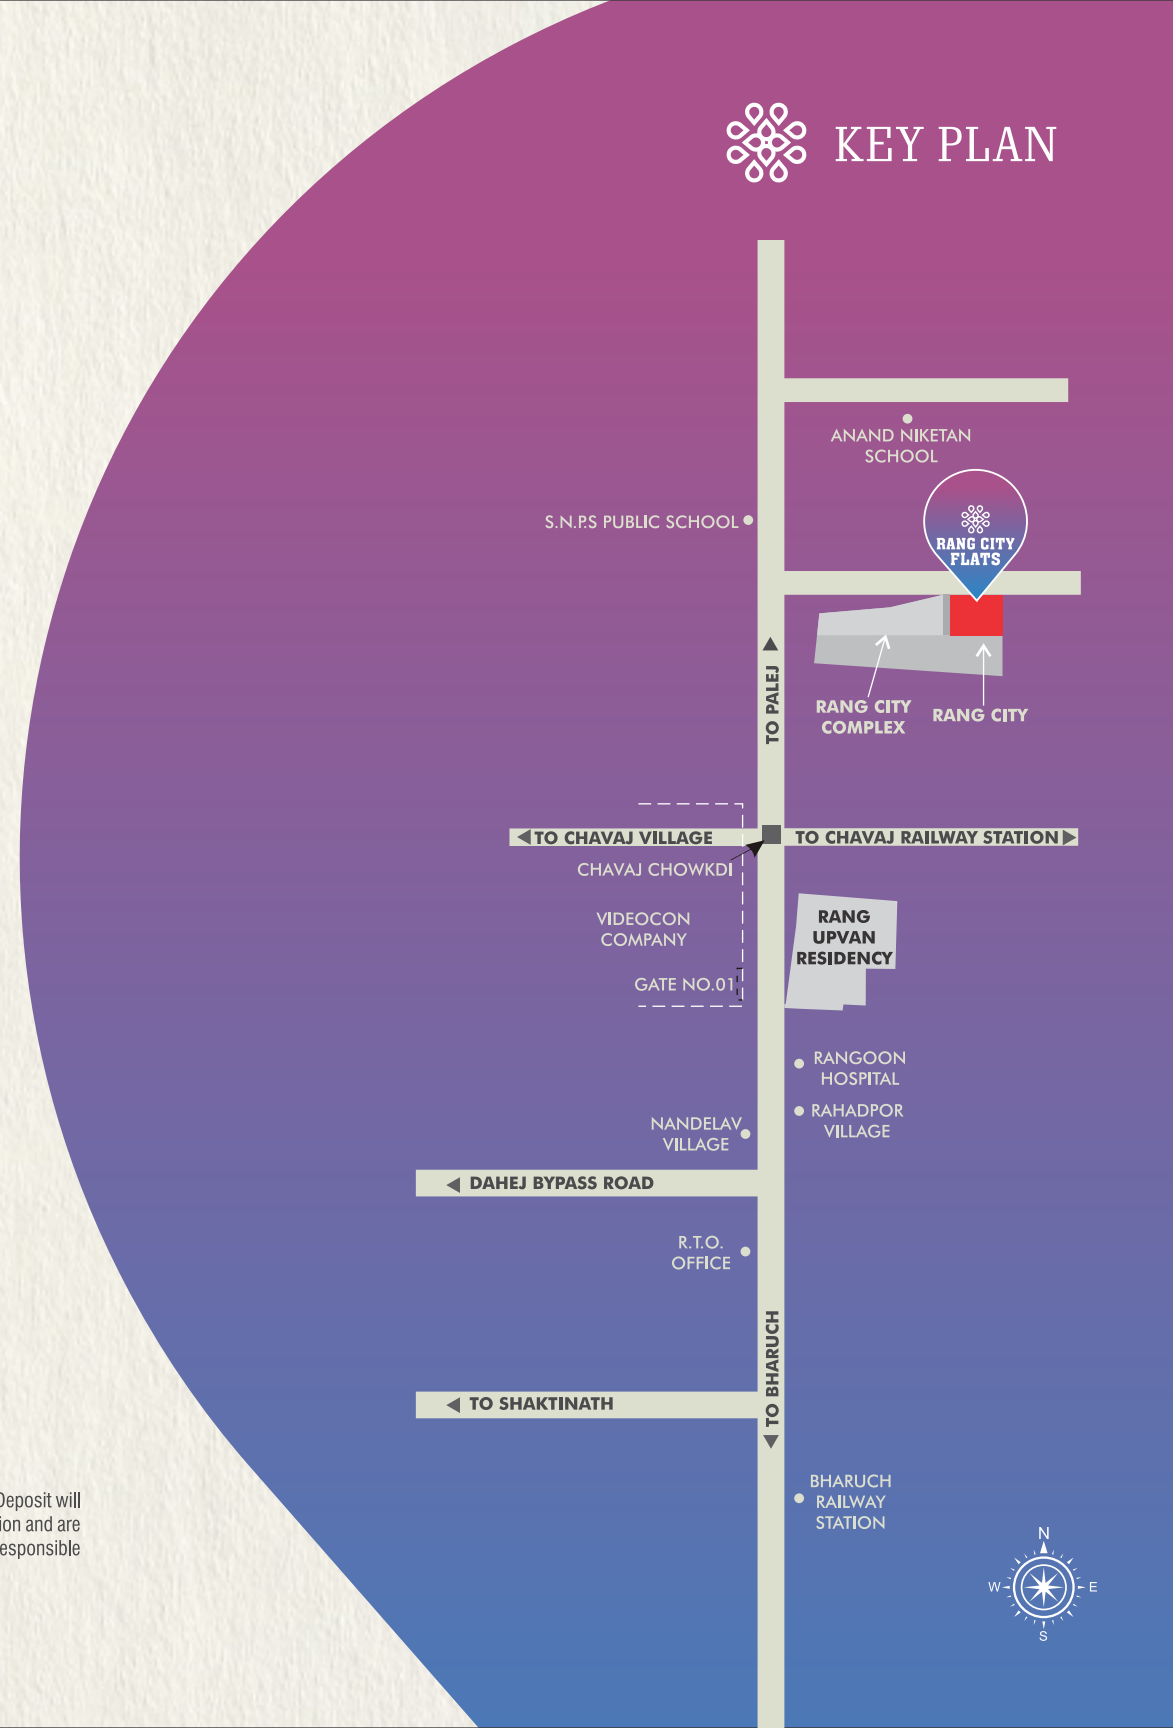 KEY PLAN
ANAND NIKETAN
SCHOOL
S.N.P.S PUBLIC SCHOOL
RANG CITY
FLATS
TO PALEJ
RANG CITY
COMPLEX
RANG CITY
TO CHAVAJ VILLAGE
TO CHAVAJ RAILWAY STATION
CHAVAJ CHOWKDI
VIDEOCON
COMPANY
GATE NO.01
RANG
UPVAN
RESIDENCY
RANGOON
HOSPITAL
RAHADPOR
VILLAGE
NANDELAV
VILLAGE
DAHEJ BYPASS ROAD
R.T.O.
OFFICE
TO BHARUCH
TO SHAKTINATH
BHARUCH
RAILWAY
STATION
Deposit will
ion and are
esponsible
N
W E
S